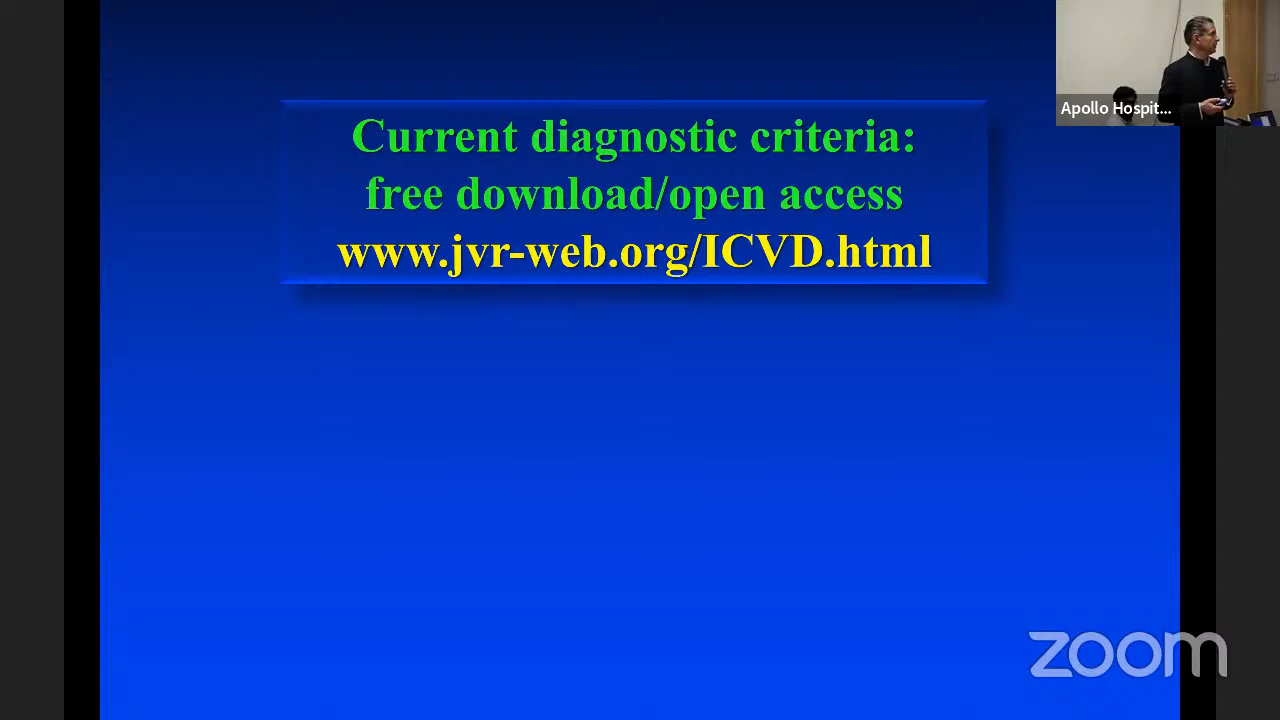 Current diagnostic criteria:
free download/open access
www.jvr-web.org/ICVD.html
Apollo Hospit...
zoom